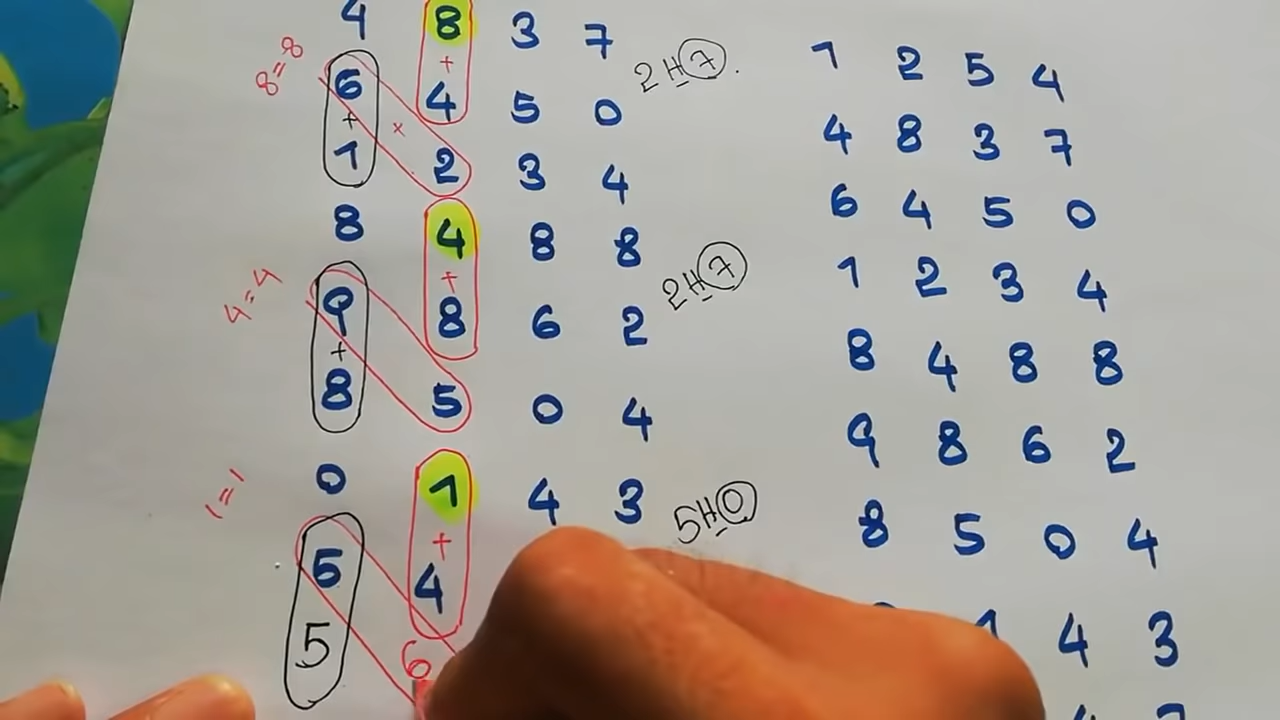 4 8 3 7
8=8
+
6 4 5 0
2H7.
+ +
1 2 3 4
8 4 8 8
4=4
+
9 8 6 2
2H7
+
8 5 0 4
0 1 4 3
1=1
5H0
+
5 4
5 6
1 2 5 4
4 8 3 7
6 4 5 0
1 2 3 4
8 4 8 8
9 8 6 2
8 5 0 4
1 4 3